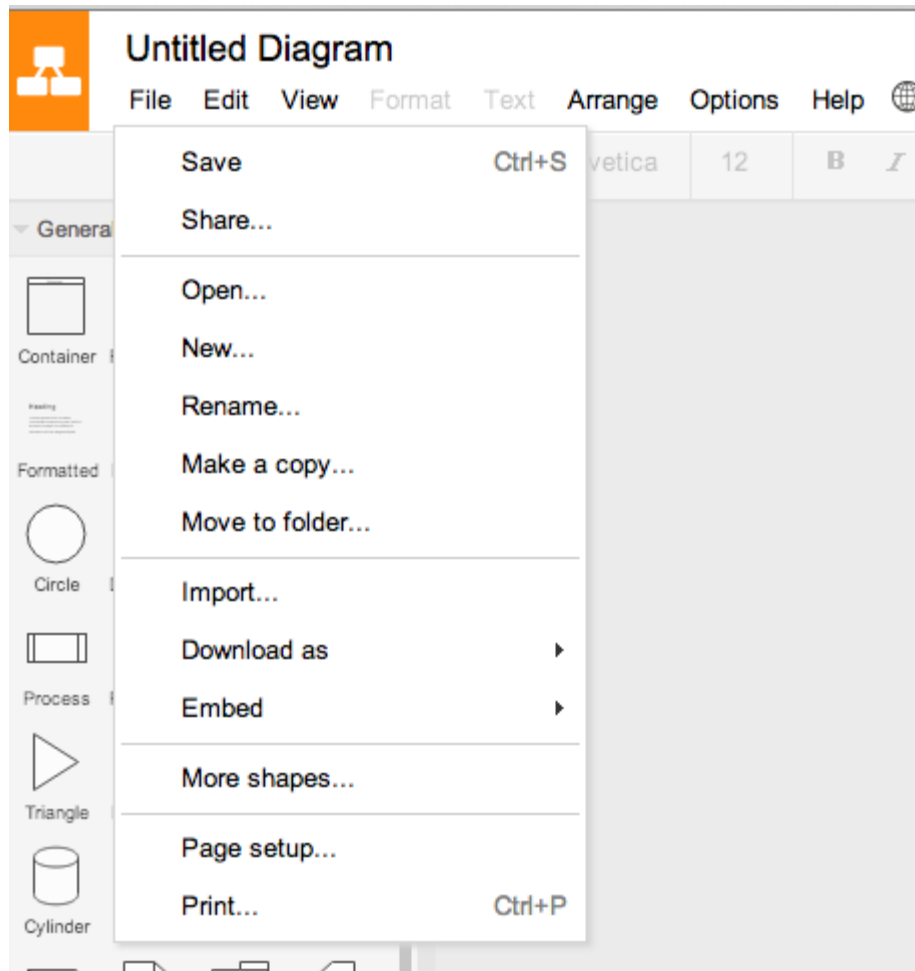 Untitled Diagram
File Edit View Format Text Arrange Options Help
Save Ctrl+S vetica 12 B I
Share...
General
Open...
New...
Container
Rename...
Heading
Make a copy...
Formatted
Move to folder...
Circle
Import...
Download as
Process
Embed
More shapes...
Triangle
Page setup...
Print... Ctrl+P
Cylinder